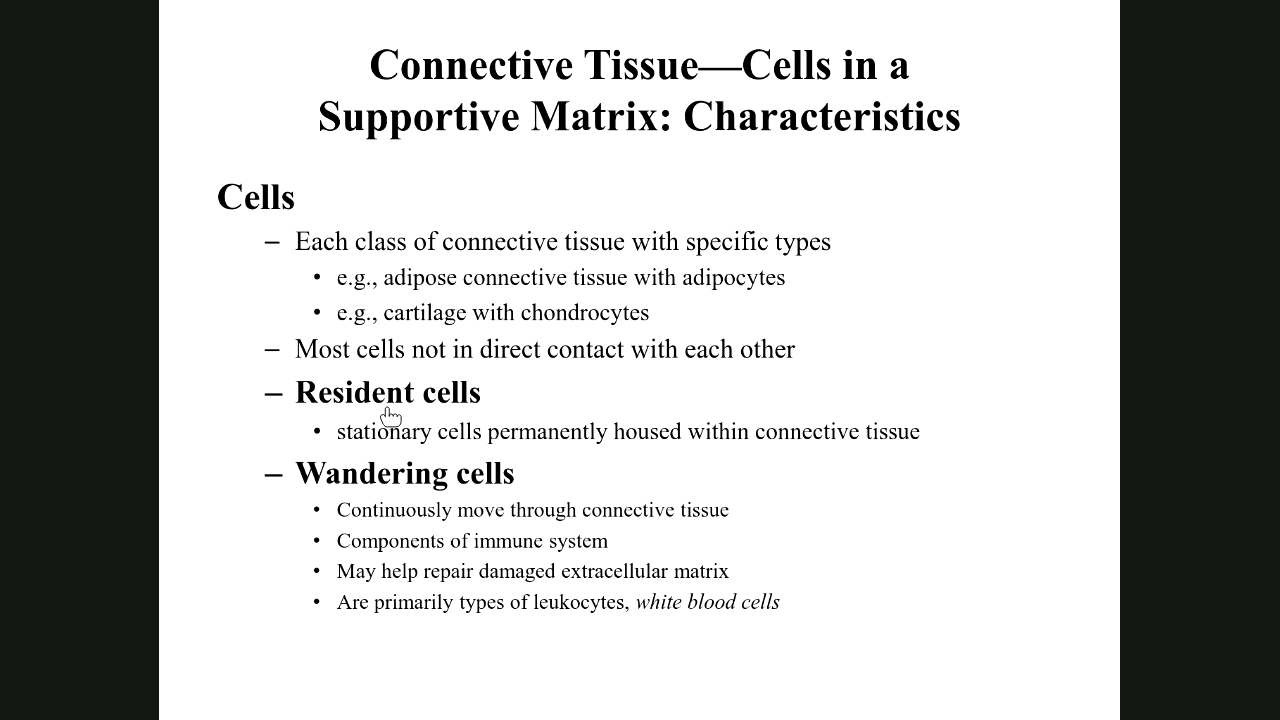 Connective Tissue—Cells in a
Supportive Matrix: Characteristics
Cells
– Each class of connective tissue with specific types
• e.g., adipose connective tissue with adipocytes
• e.g., cartilage with chondrocytes
– Most cells not in direct contact with each other
– Resident cells
• stationary cells permanently housed within connective tissue
– Wandering cells
• Continuously move through connective tissue
• Components of immune system
• May help repair damaged extracellular matrix
• Are primarily types of leukocytes, white blood cells